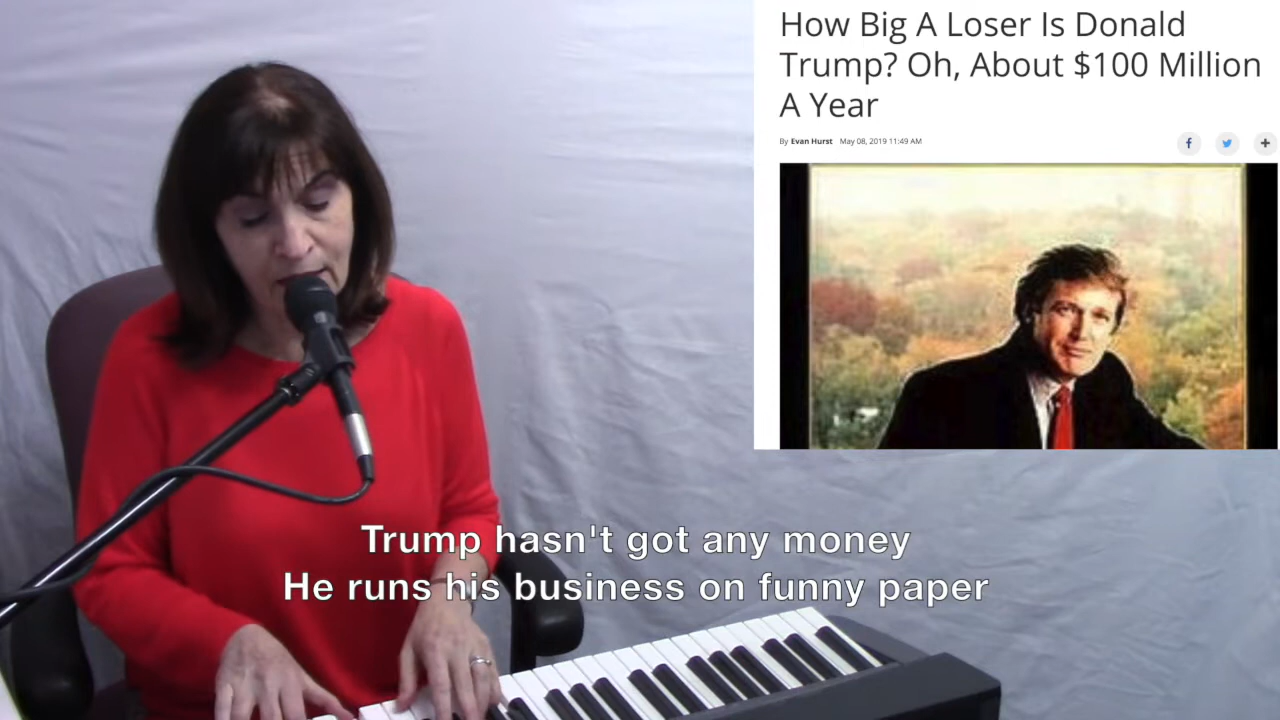 How Big A Loser Is Donald
Trump? Oh, About $100 Million
A Year
By Evan Hurst May 08, 2019 11:49 AM
Trump hasn't got any money
He runs his business on funny paper